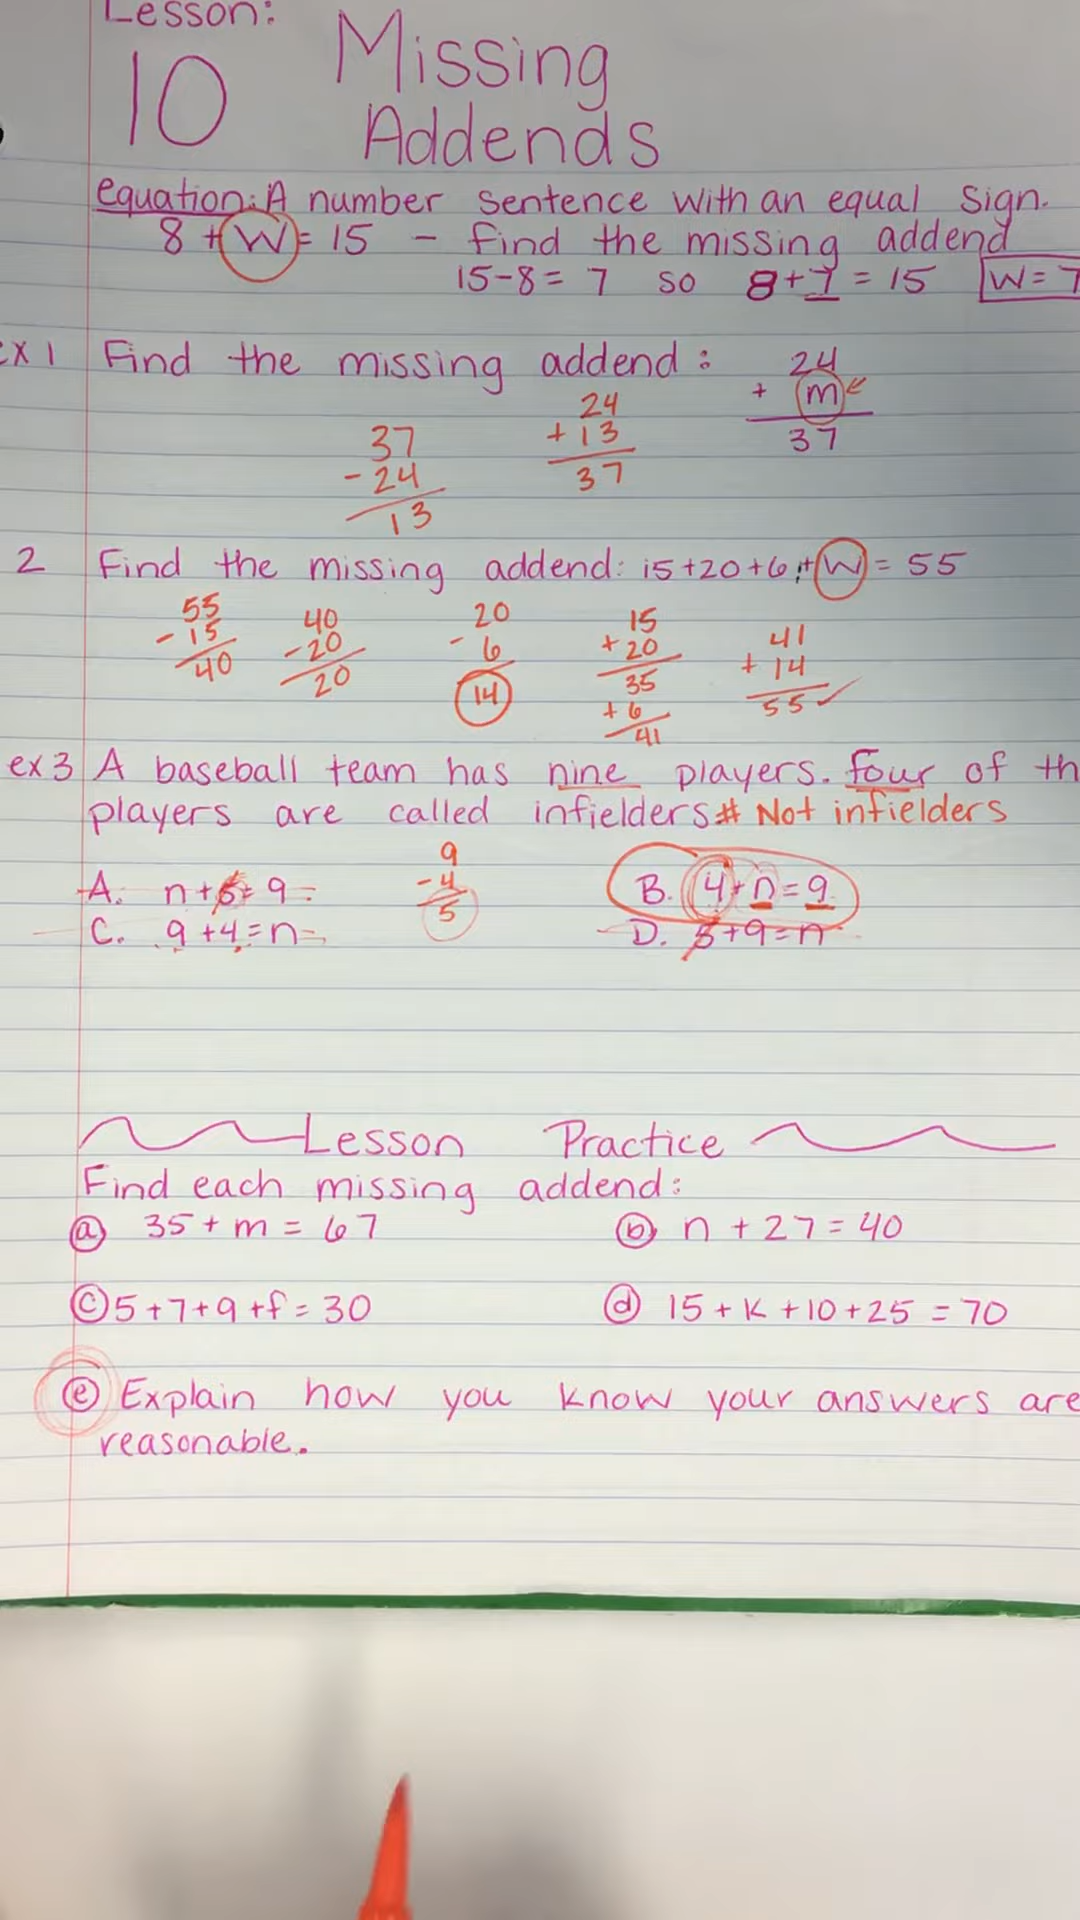 Lesson:
10
Missing
Addends
equation: A number sentence with an equal sign.
8 + W = 15 - find the missing addend
15-8 = 7 so 8+7 = 15 W = 7
ex 1 Find the missing addend:
24
+ m
37
37
- 24
13
24
+ 13
37
2 Find the missing addend: 15+20+6+W = 55
55
- 15
40
40
- 20
20
20
- 6
14
15
+ 20
35
+ 6
41
41
+ 14
55 ✓
ex 3 A baseball team has nine players. four of th
players are called infielders # Not infielders
9
- 4
5
A. n+5=9
B. 4+n=9
C. 9+4=n
D. 5+9=n
Lesson Practice
Find each missing addend:
a 35 + m = 67
b n + 27 = 40
c 5+7+9+f = 30
d 15 + k + 10 + 25 = 70
e Explain how you know your answers are
reasonable.